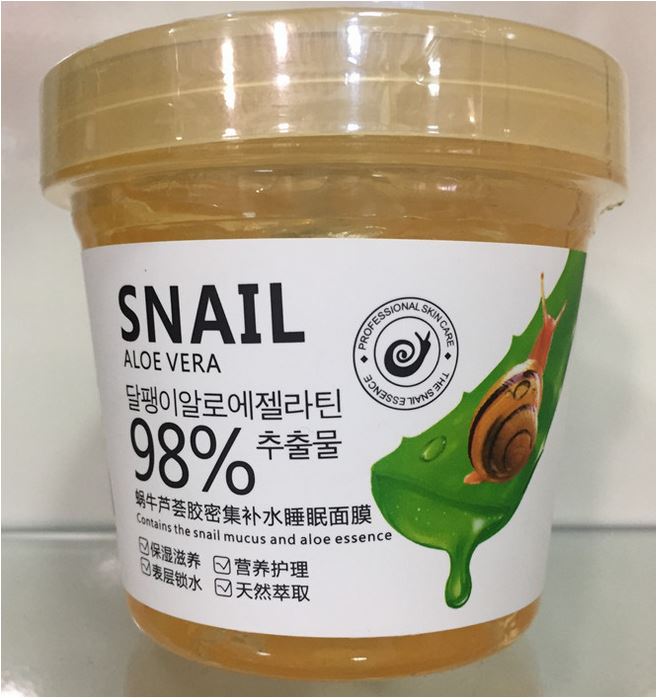 SNAIL
ALOE VERA
달팽이알로에젤라틴
98% 추출물
蜗牛芦荟胶密集补水睡眠面膜
Contains the snail mucus and aloe essence
保湿滋养 营养护理
表层锁水 天然萃取
PROFESSIONAL SKIN CARE
THE SNAIL ESSENCE